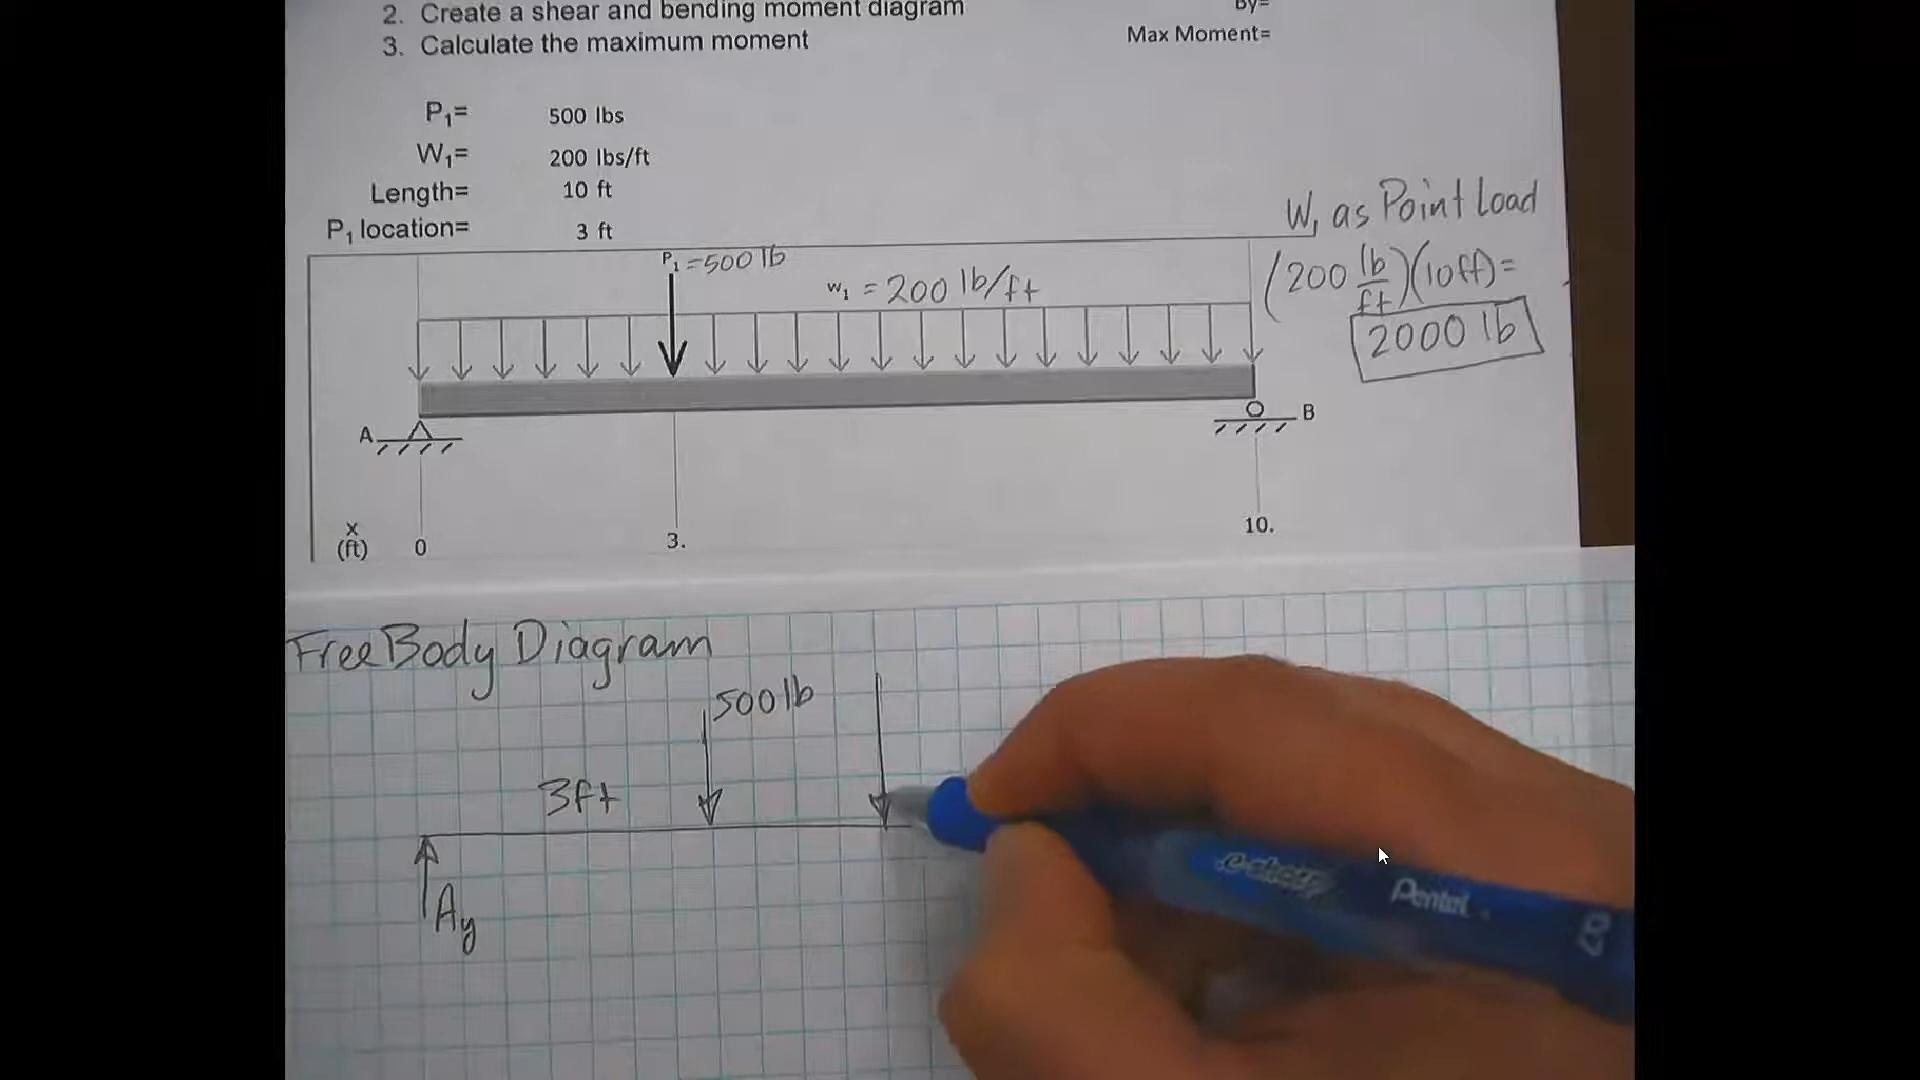 2. Create a shear and bending moment diagram
By=
3. Calculate the maximum moment
Max Moment=
P₁= 500 lbs
W₁= 200 lbs/ft
Length= 10 ft
P₁ location= 3 ft
W₁ as Point Load
(200 lb/ft)(10ft)=
2000 lb
P₁ =500 lb
w₁ = 200 lb/ft
A
B
x
(ft) 0 3. 10.
Free Body Diagram
500 lb
3ft
Ay
e-sharp Pentel